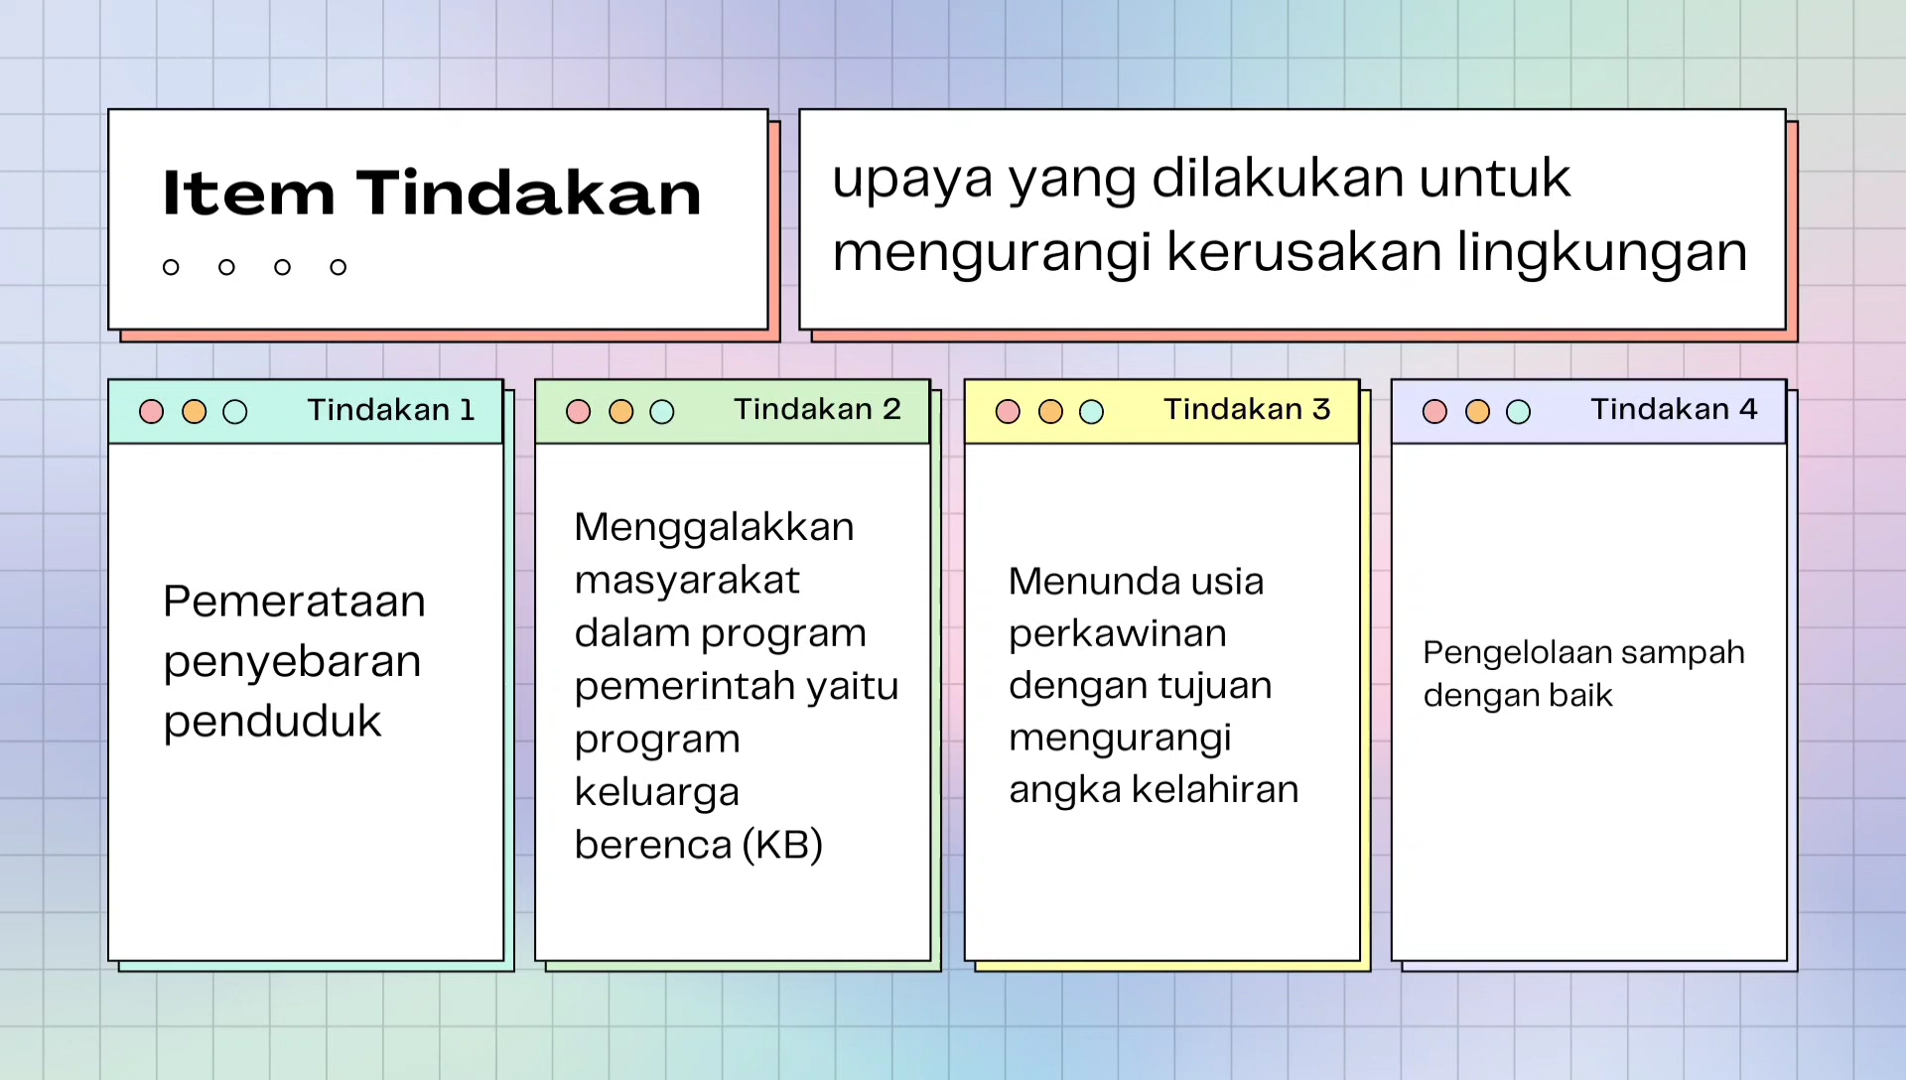 Item Tindakan
upaya yang dilakukan untuk
mengurangi kerusakan lingkungan
Tindakan 1
Pemerataan
penyebaran
penduduk
Tindakan 2
Menggalakkan
masyarakat
dalam program
pemerintah yaitu
program
keluarga
berenca (KB)
Tindakan 3
Menunda usia
perkawinan
dengan tujuan
mengurangi
angka kelahiran
Tindakan 4
Pengelolaan sampah
dengan baik